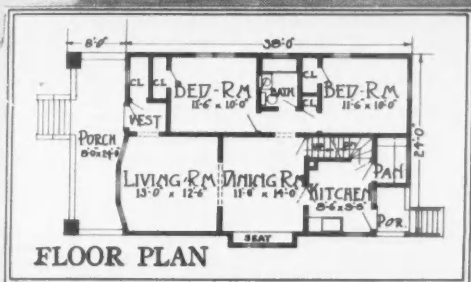 8'-0" 38'-0"
CL CL BED-RM 11'-6" x 10'-0" BATH CL CL BED-RM 11'-6" x 10'-0"
VEST
24'-0"
PORCH 8'-0" x 24'-0"
LIVING RM 13'-0" x 12'-6" DINING RM 11'-6" x 14'-0" KITCHEN PAN
POR.
SEAT
FLOOR PLAN